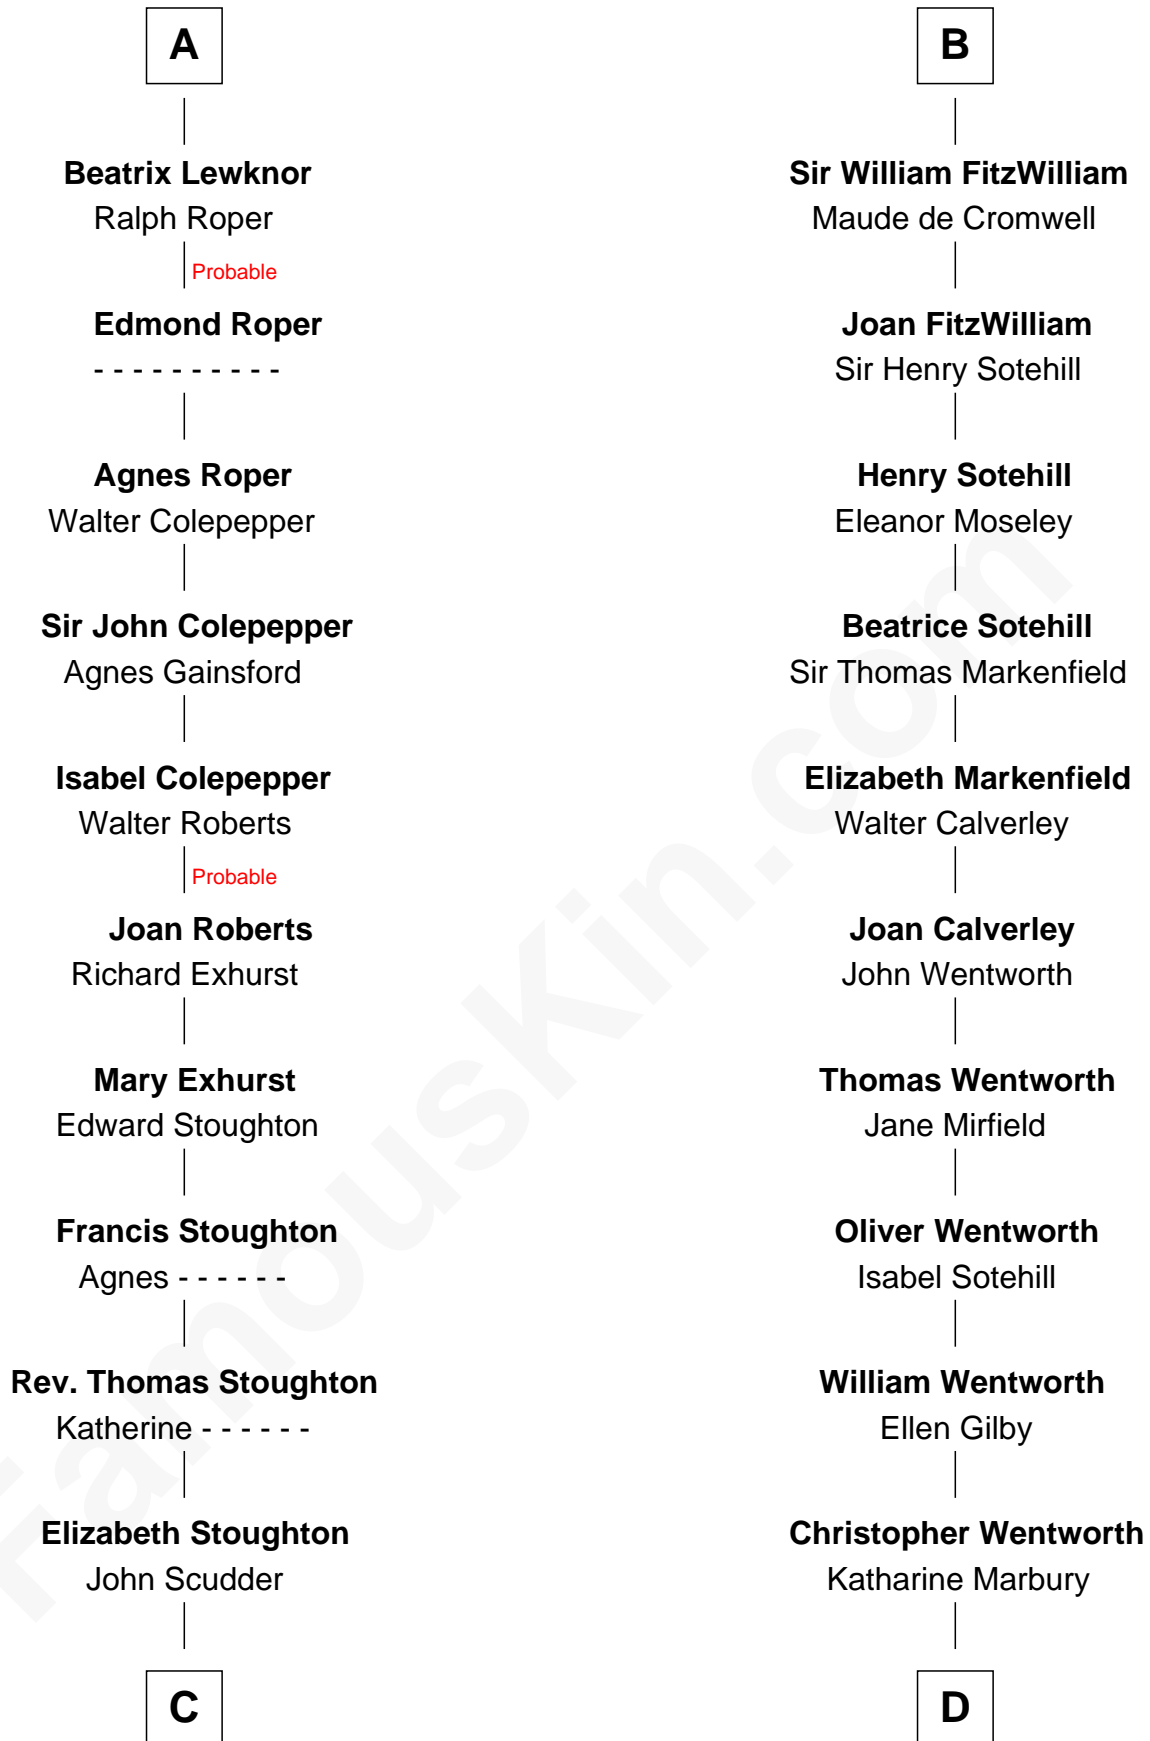 A
Beatrix Lewknor
Ralph Roper
Probable
Edmond Roper
- - - - - - - - - -
Agnes Roper
Walter Colepepper
Sir John Colepepper
Agnes Gainsford
Isabel Colepepper
Walter Roberts
Probable
Joan Roberts
Richard Exhurst
Mary Exhurst
Edward Stoughton
Francis Stoughton
Agnes - - - - - -
Rev. Thomas Stoughton
Katherine - - - - - -
Elizabeth Stoughton
John Scudder
C
B
Sir William FitzWilliam
Maude de Cromwell
Joan FitzWilliam
Sir Henry Sotehill
Henry Sotehill
Eleanor Moseley
Beatrice Sotehill
Sir Thomas Markenfield
Elizabeth Markenfield
Walter Calverley
Joan Calverley
John Wentworth
Thomas Wentworth
Jane Mirfield
Oliver Wentworth
Isabel Sotehill
William Wentworth
Ellen Gilby
Christopher Wentworth
Katharine Marbury
D
FamousKin.com